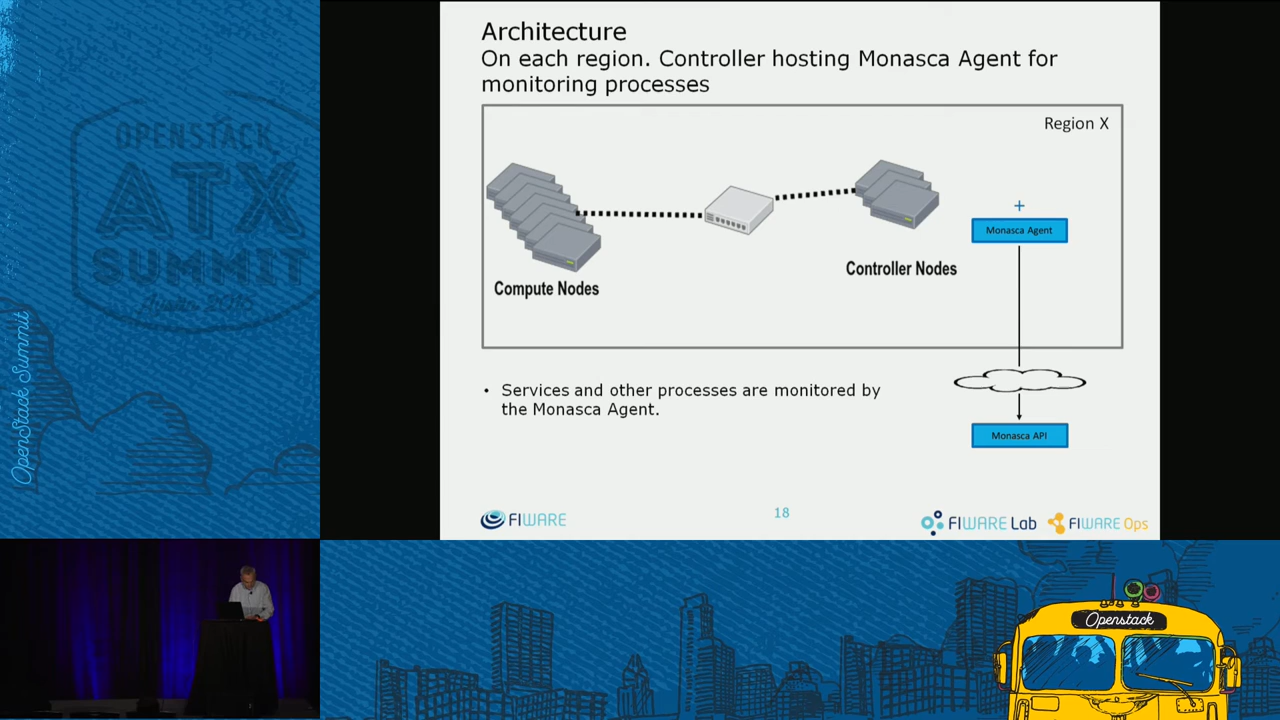 Architecture
On each region. Controller hosting Monasca Agent for
monitoring processes
Region X
+
Monasca Agent
Controller Nodes
Compute Nodes
• Services and other processes are monitored by
the Monasca Agent.
Monasca API
FIWARE
18
FIWARE Lab
FIWARE Ops
OPENSTACK
ATX
SUMMIT
Austin 2016
OpenStack Summit
Openstack